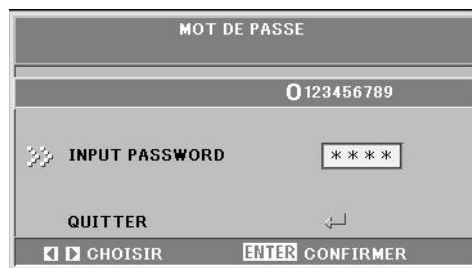 MOT DE PASSE
0123456789
INPUT PASSWORD ****
QUITTER
CHOISIR ENTER CONFIRMER